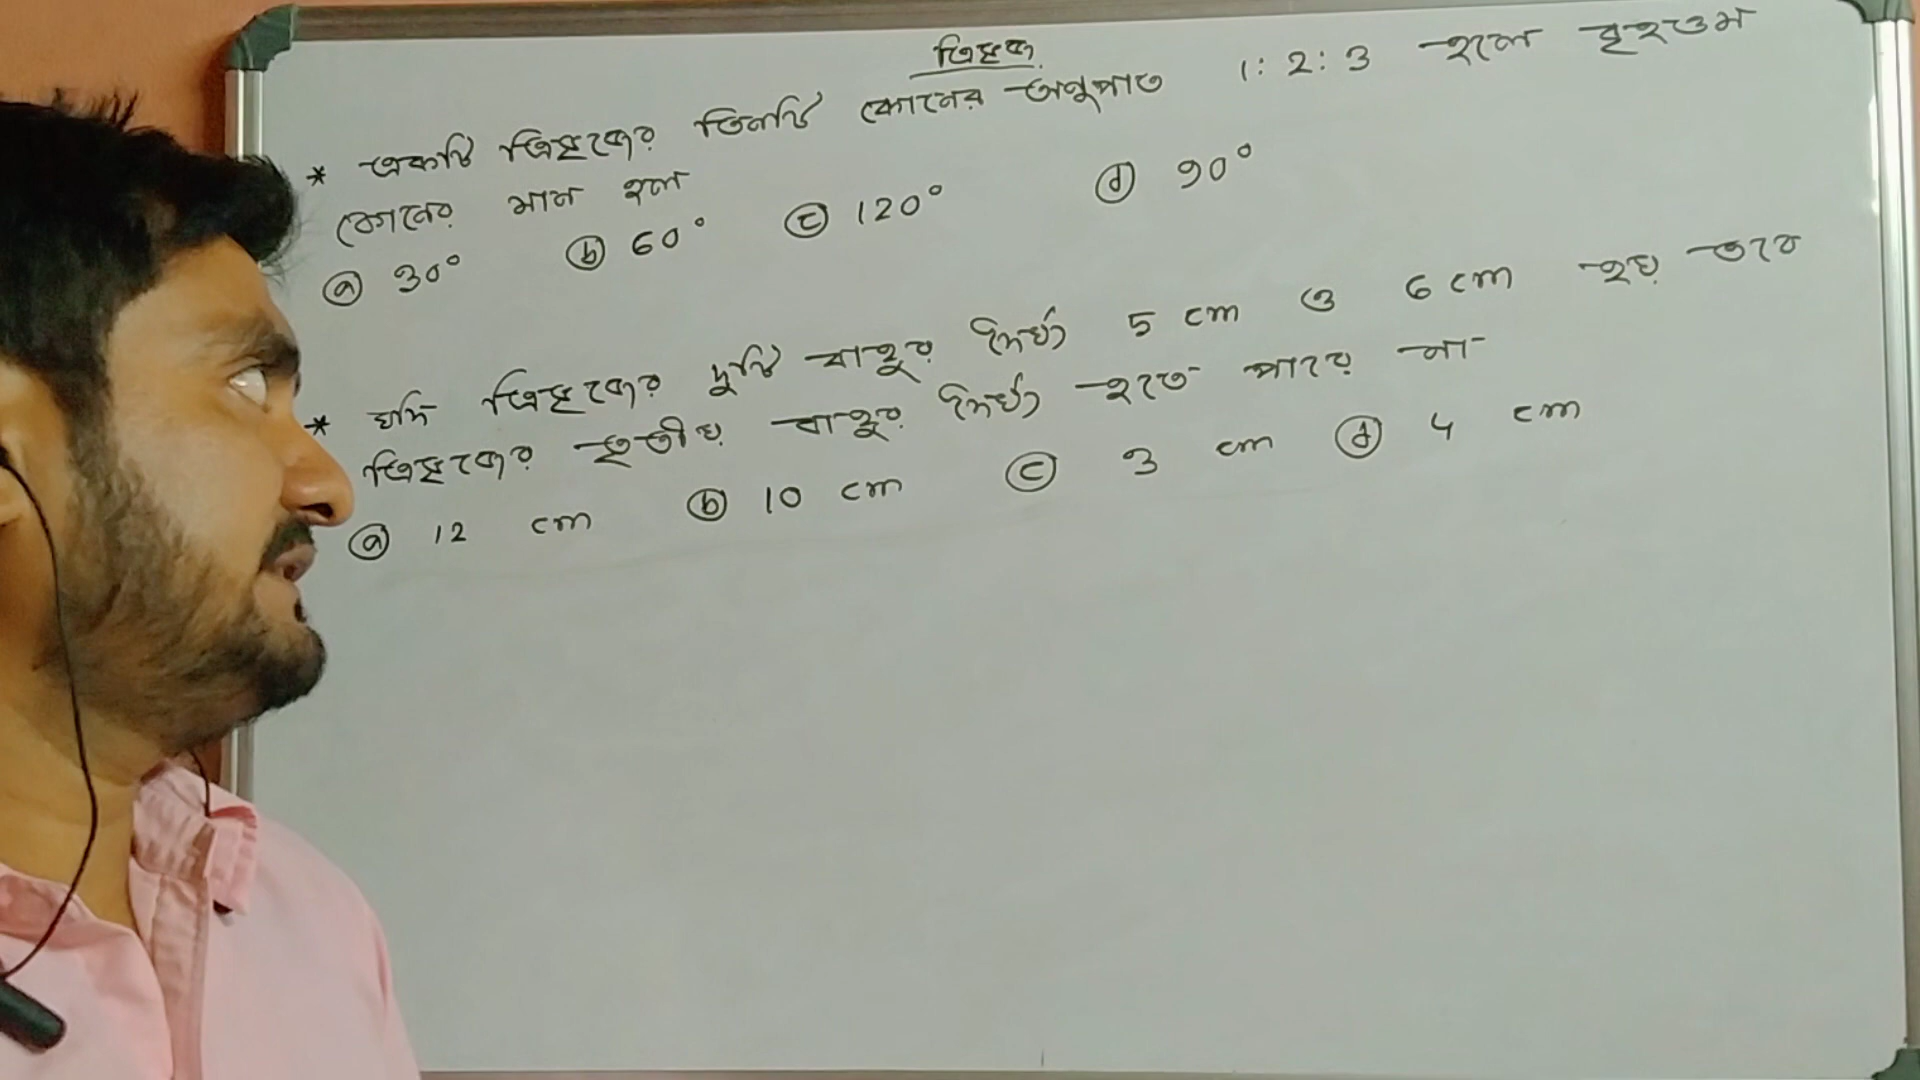 ত্রিভুজ
* একটি ত্রিভুজের তিনটি কোনের অনুপাত 1:2:3 হলে বৃহত্তম
কোনের মান হল
ⓐ 30° ⓑ 60° ⓒ 120° ⓓ 90°
* যদি ত্রিভুজের দুটি বাহুর দৈর্ঘ্য 5 cm ও 6 cm হয় তবে
ত্রিভুজের তৃতীয় বাহুর দৈর্ঘ্য হতে পারে না
ⓐ 12 cm ⓑ 10 cm ⓒ 3 cm ⓓ 4 cm